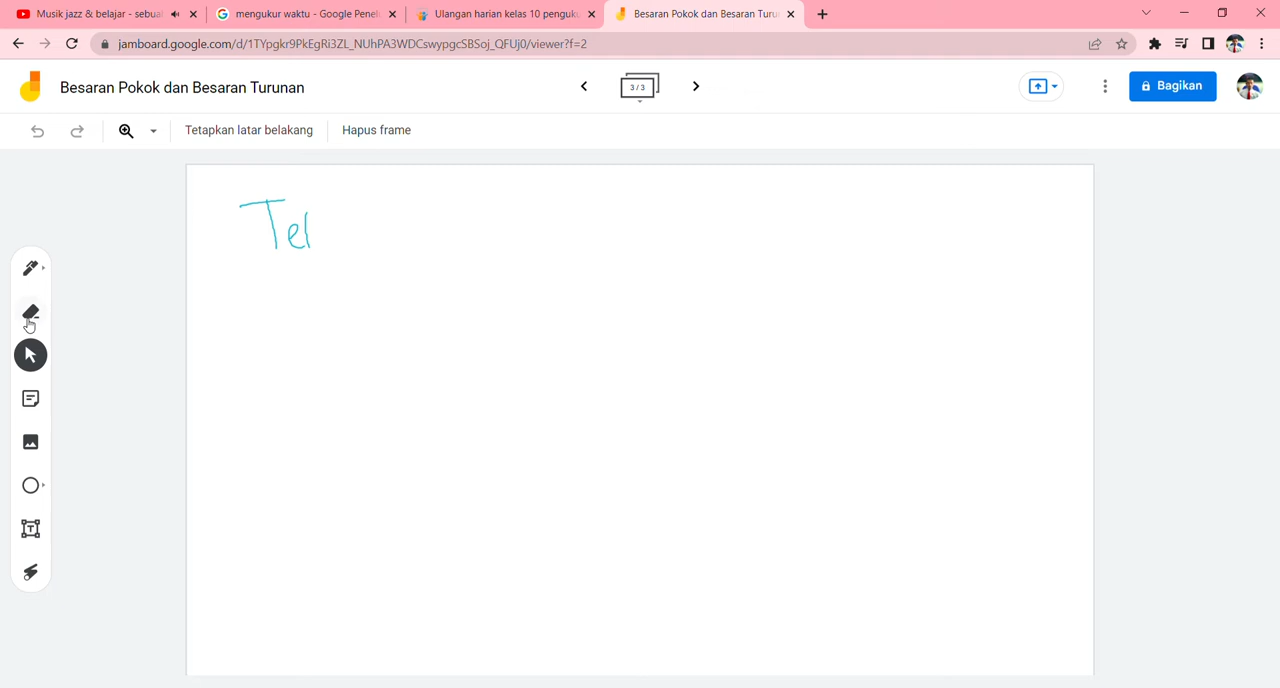 Musik jazz & belajar - sebua
mengukur waktu - Google Penel
Ulangan harian kelas 10 penguku
Besaran Pokok dan Besaran Turu
jamboard.google.com/d/1TYpgkr9PkEgRi3ZL_NUhPA3WDCswypgcSBSoj_QFUj0/viewer?f=2
Besaran Pokok dan Besaran Turunan
3 / 3
Bagikan
Tetapkan latar belakang
Hapus frame
Tel